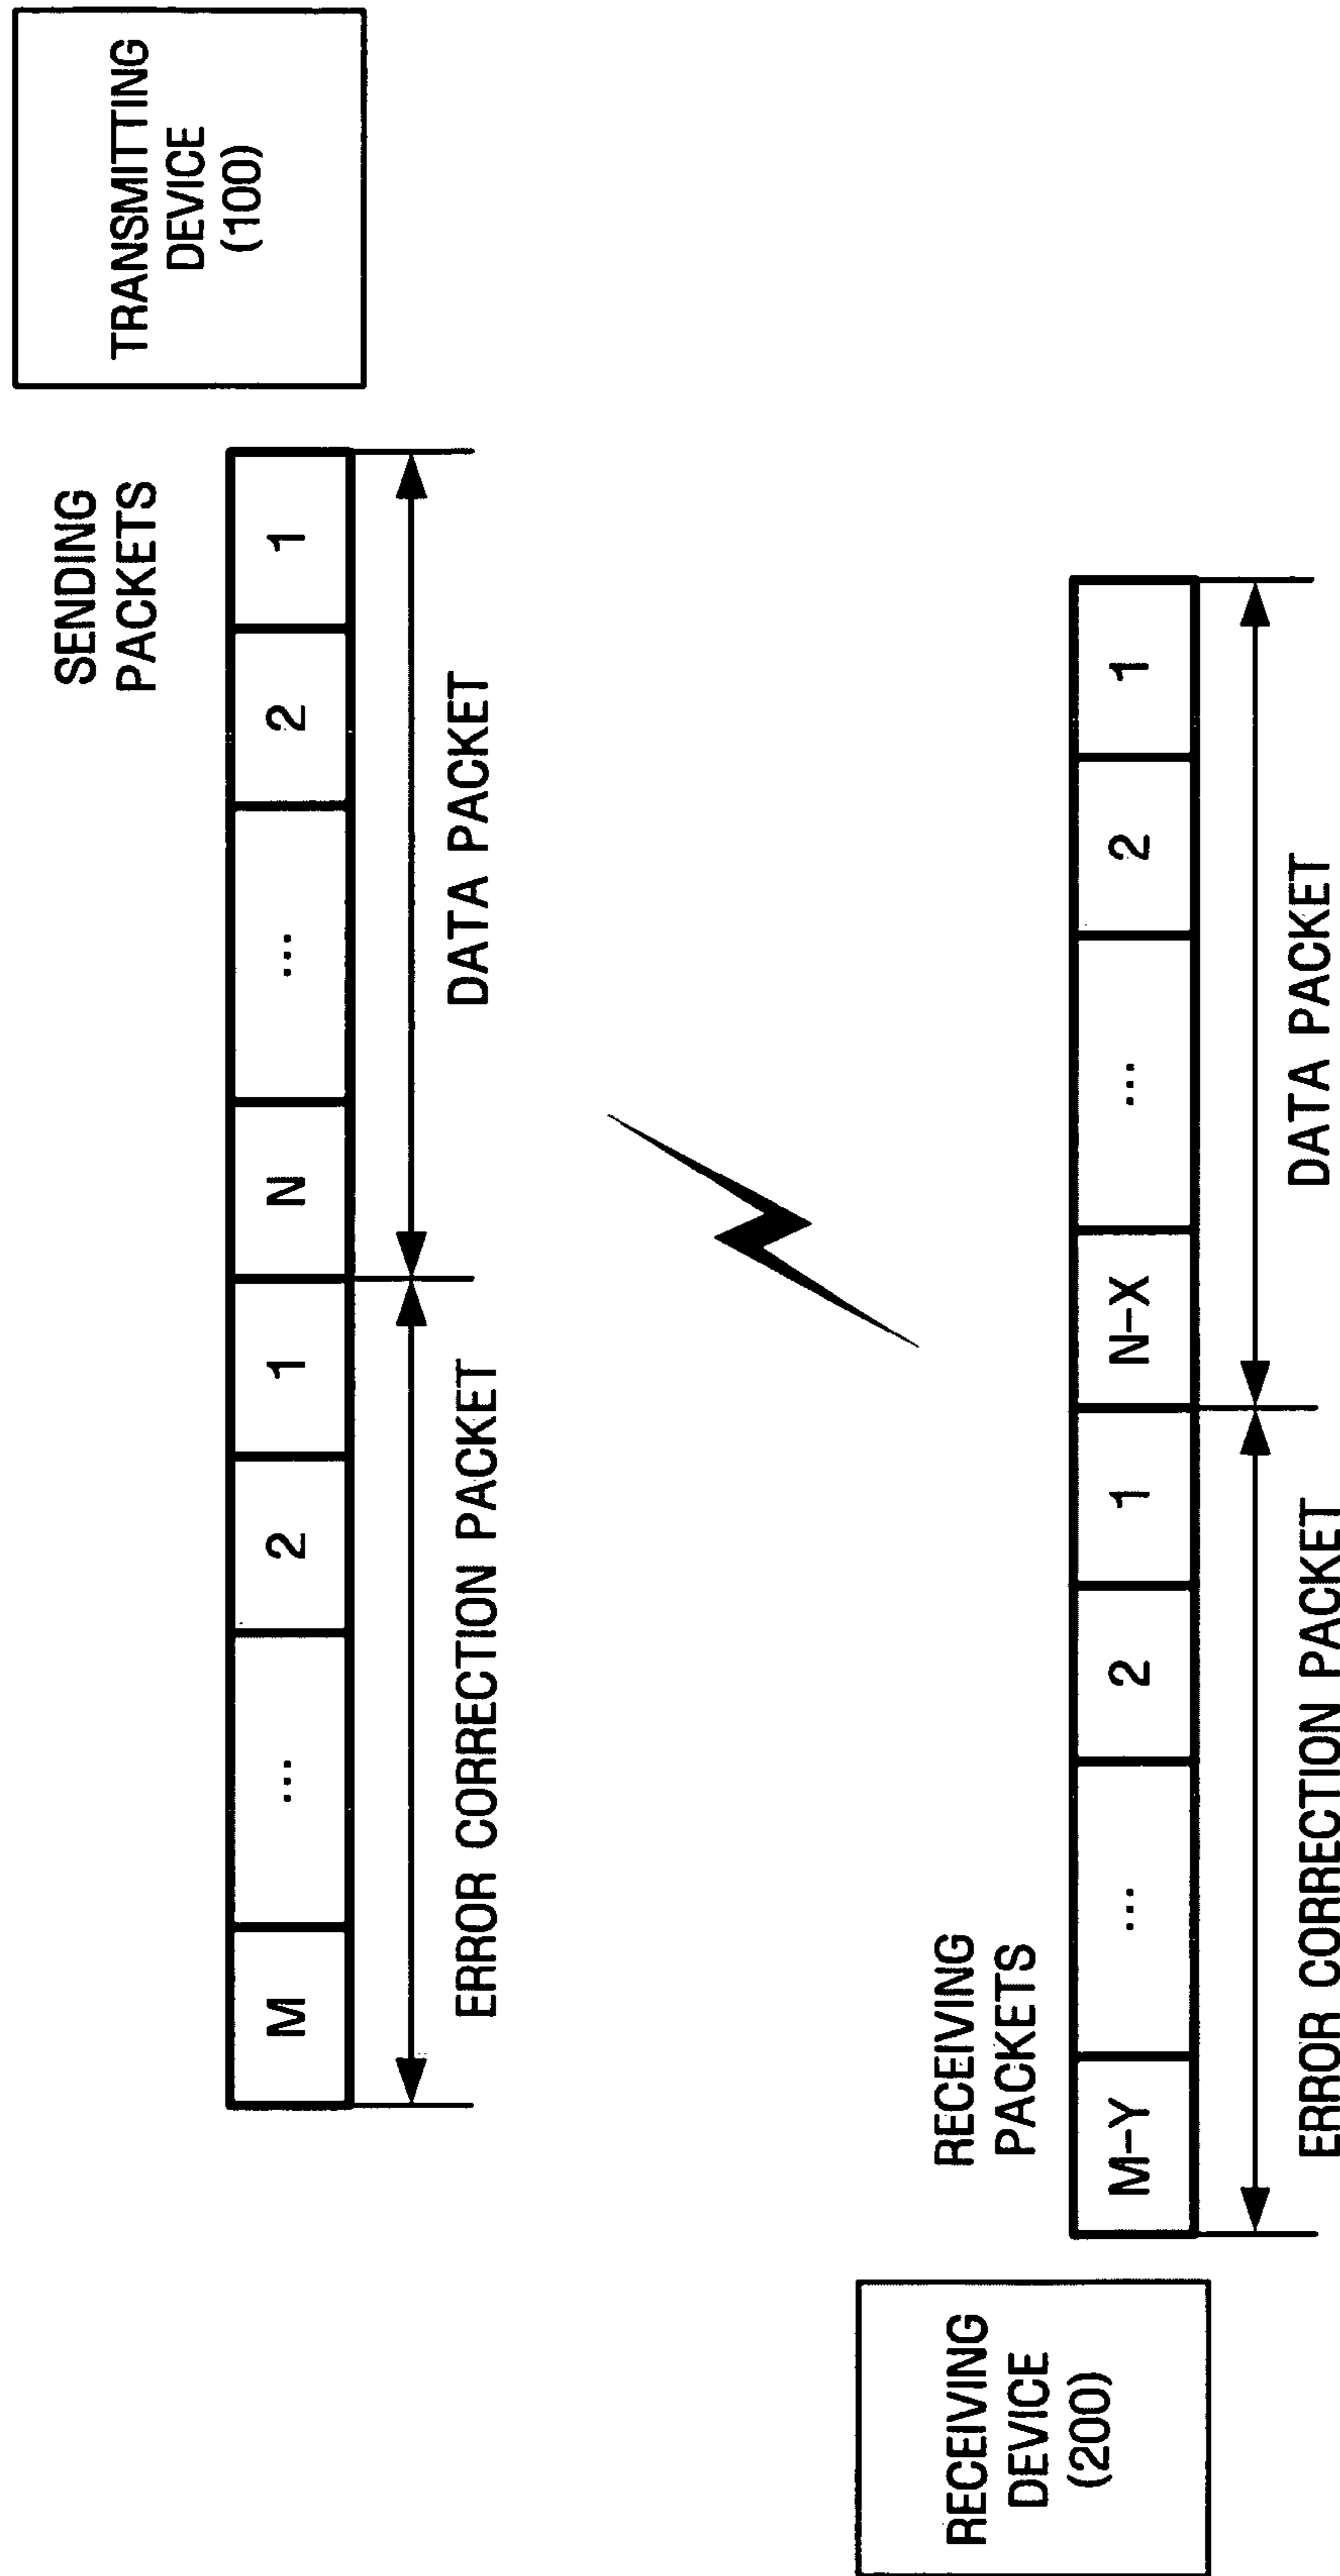 TRANSMITTING
DEVICE
(100)
SENDING
PACKETS
M ... 2 1 N ... 2 1
ERROR CORRECTION PACKET
DATA PACKET
RECEIVING
DEVICE
(200)
RECEIVING
PACKETS
M-Y ... 2 1 N-X ... 2 1
ERROR CORRECTION PACKET
DATA PACKET